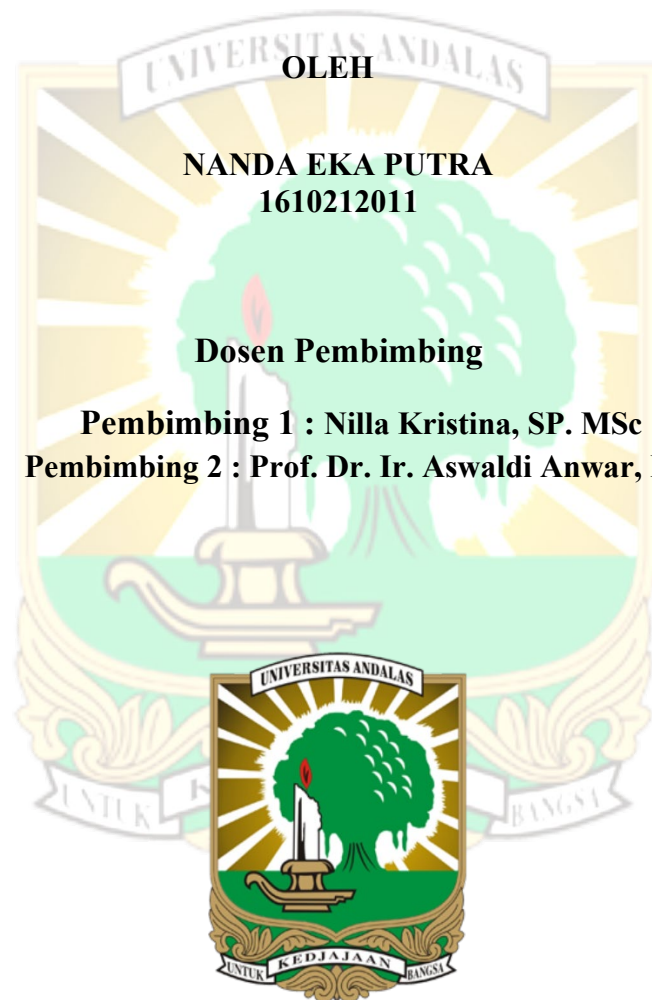 UNIVERSITAS ANDALAS
OLEH
NANDA EKA PUTRA
1610212011
Dosen Pembimbing
Pembimbing 1 : Nilla Kristina, SP. MSc
Pembimbing 2 : Prof. Dr. Ir. Aswaldi Anwar,
UNIVERSITAS ANDALAS
UNTUK BANGSA
UNTUK KEDJAJAAN BANGSA